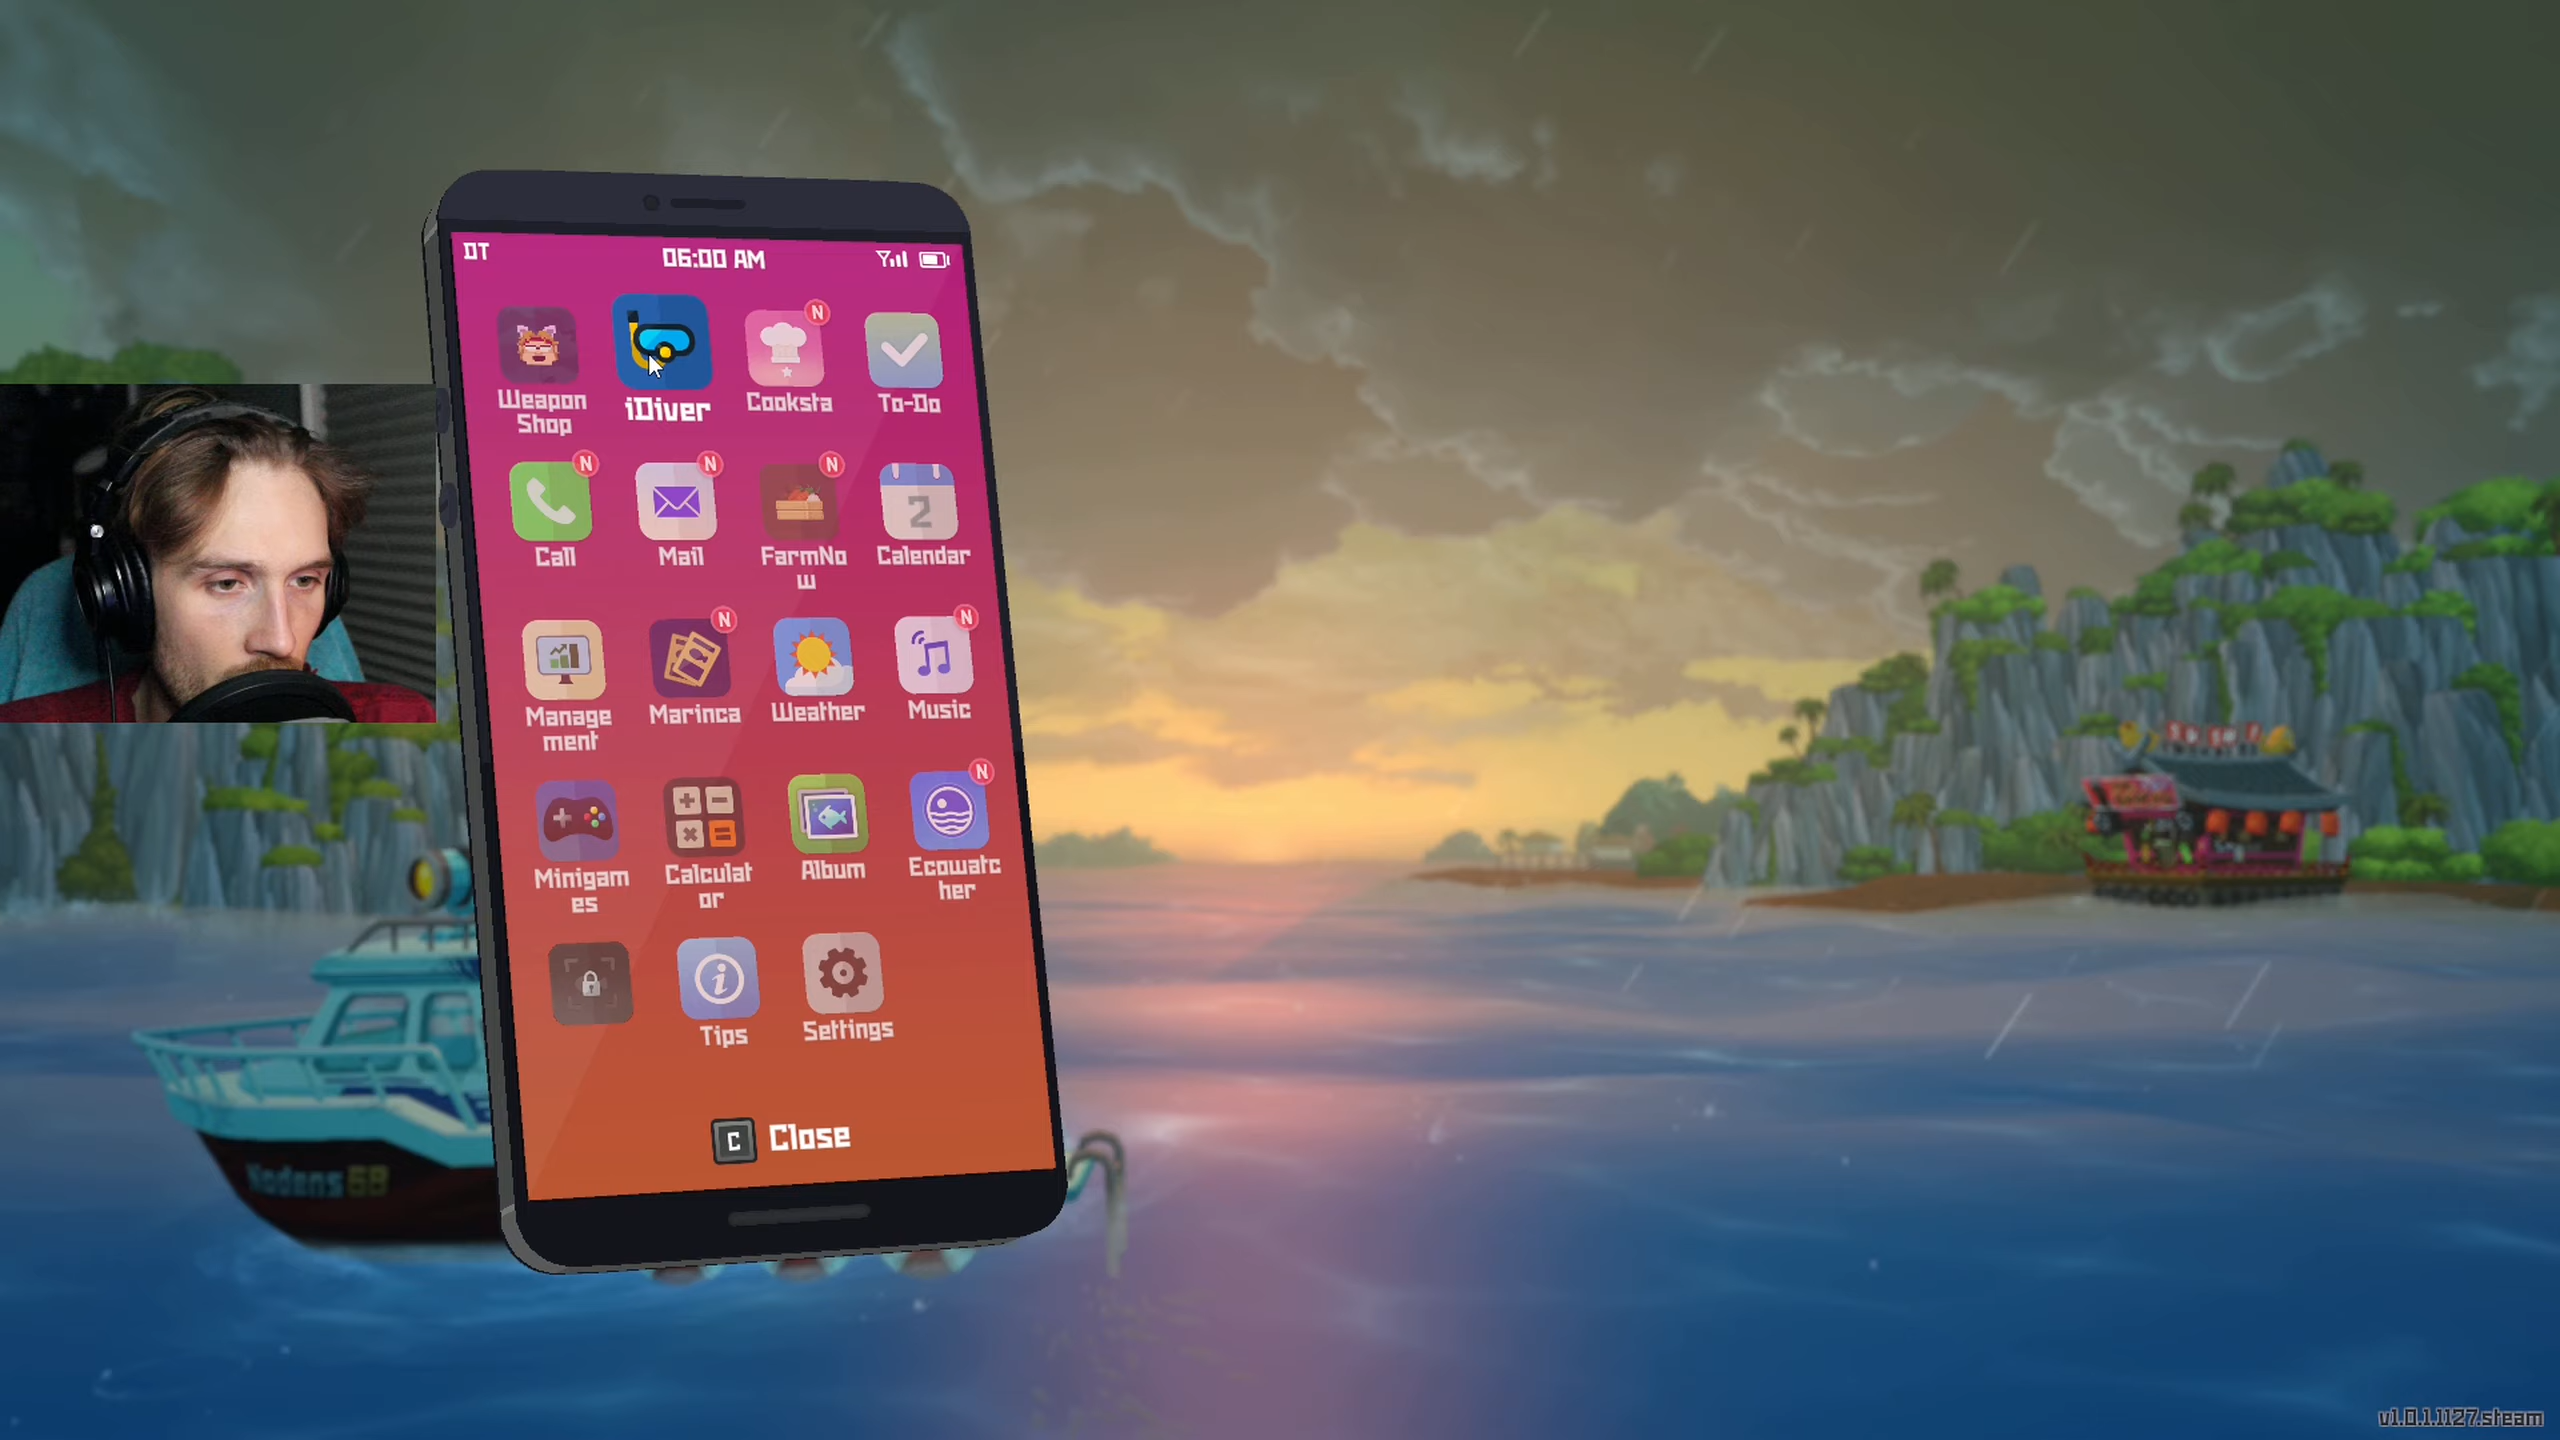 DT
06:00 AM
Weapon
Shop
iDiver
N
Cooksta
To-Do
N
Call
N
Mail
N
FarmNo
w
2
Calendar
Manage
ment
N
Marinca
Weather
N
Music
Minigam
es
Calculat
or
Album
N
Ecowatc
her
Tips
Settings
C
Close
Nodens68
v1.0.1.1127.steam